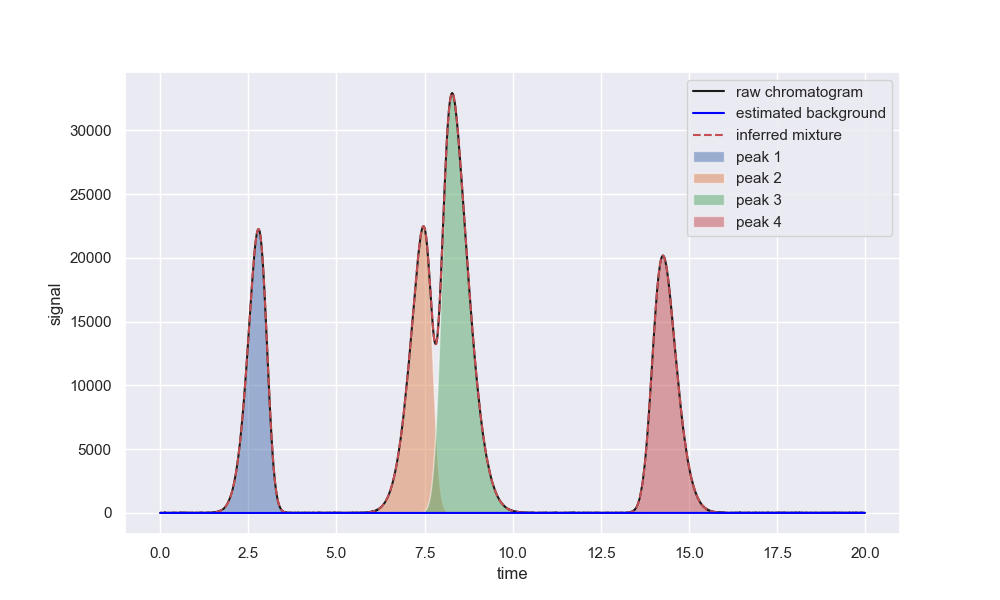 raw chromatogram
estimated background
inferred mixture
peak 1
peak 2
peak 3
peak 4
30000
25000
20000
15000
10000
5000
0
signal
0.0 2.5 5.0 7.5 10.0 12.5 15.0 17.5 20.0
time